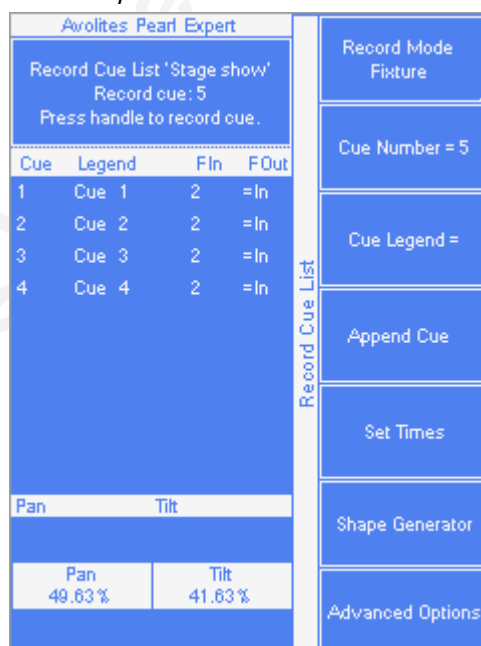 Avolites Pearl Expert
Record Cue List 'Stage show'
Record cue: 5
Press handle to record cue.
Cue Legend FIn FOut
1 Cue 1 2 =In
2 Cue 2 2 =In
3 Cue 3 2 =In
4 Cue 4 2 =In
Pan Tilt
Pan Tilt
49.63% 41.63%
Record Cue List
Record Mode
Fixture
Cue Number = 5
Cue Legend =
Append Cue
Set Times
Shape Generator
Advanced Options